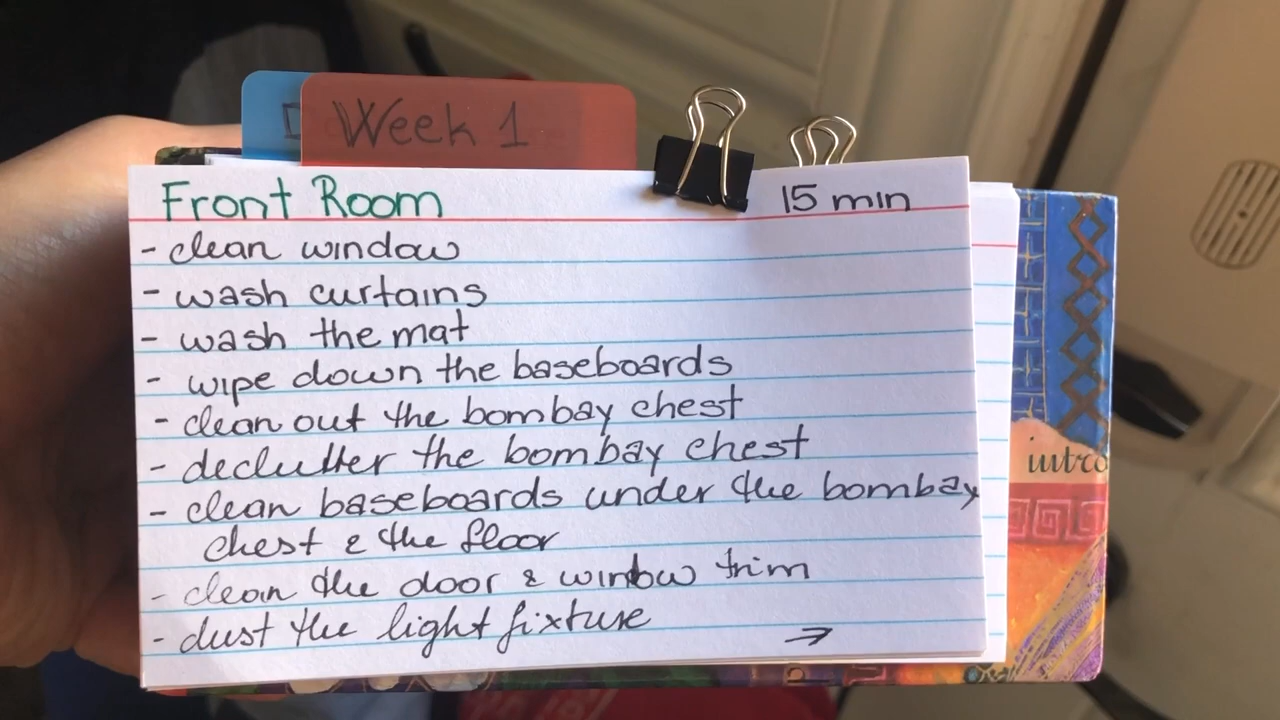 Week 1
Front Room 15 min
- clean window
- wash curtains
- wash the mat
- wipe down the baseboards
- clean out the bombay chest
- declutter the bombay chest
- clean baseboards under the bombay
chest & the floor
- clean the door & window trim
- dust the light fixture
→
intro